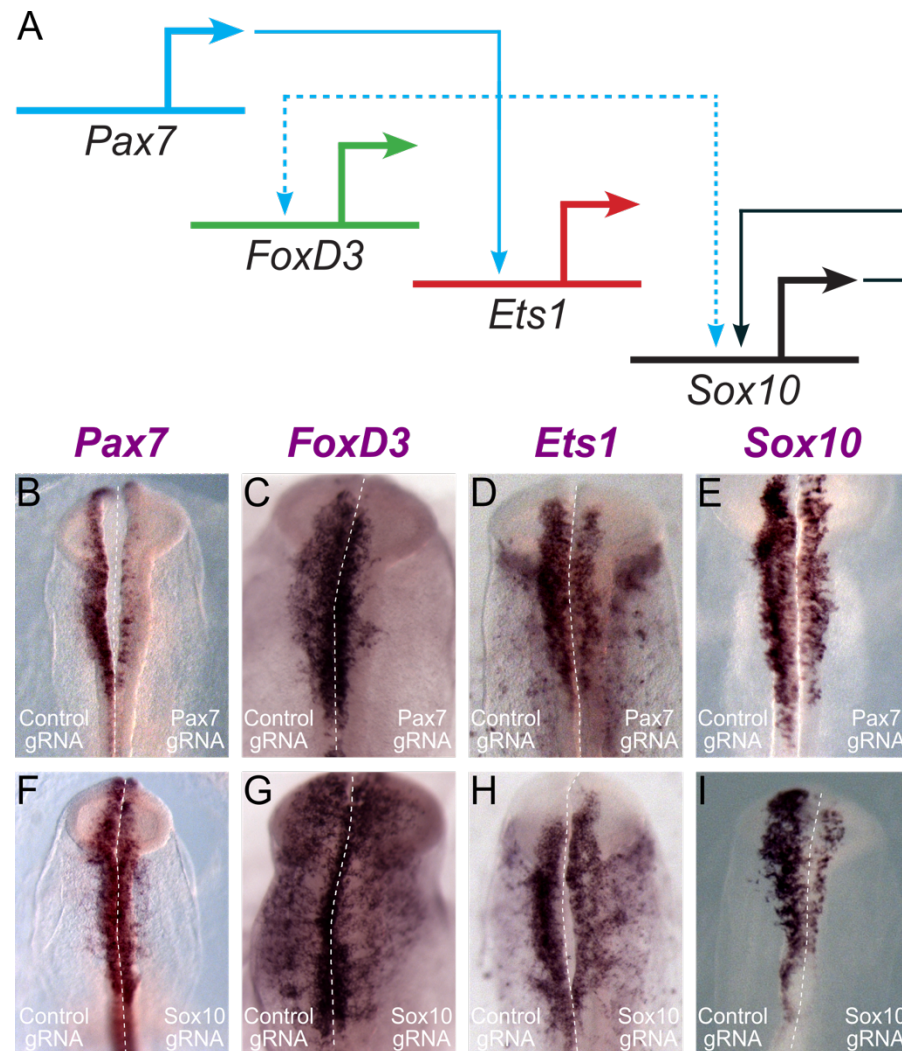 A
Pax7
FoxD3
Ets1
Sox10
Pax7 FoxD3 Ets1 Sox10
B C D E
Control gRNA Pax7 gRNA Control gRNA Pax7 gRNA Control gRNA Pax7 gRNA Control gRNA Pax7 gRNA
F G H I
Control gRNA Sox10 gRNA Control gRNA Sox10 gRNA Control gRNA Sox10 gRNA Control gRNA Sox10 gRNA